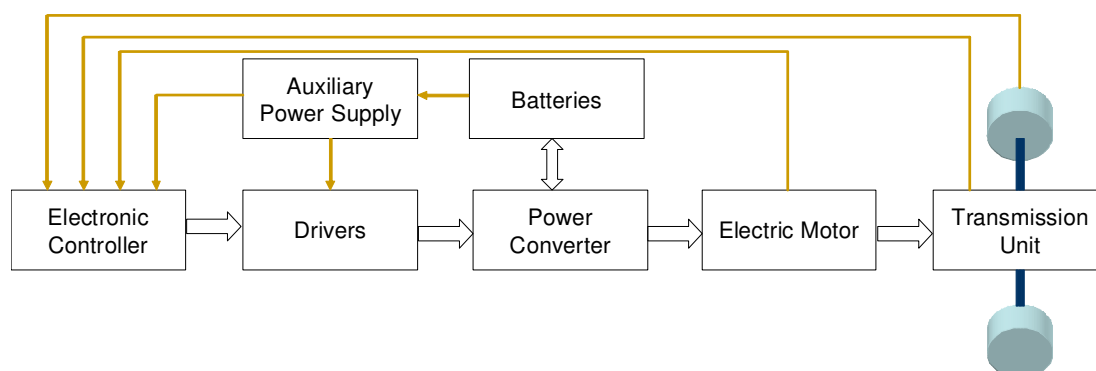 Auxiliary
Power Supply
Batteries
Electronic
Controller
Drivers
Power
Converter
Electric Motor
Transmission
Unit